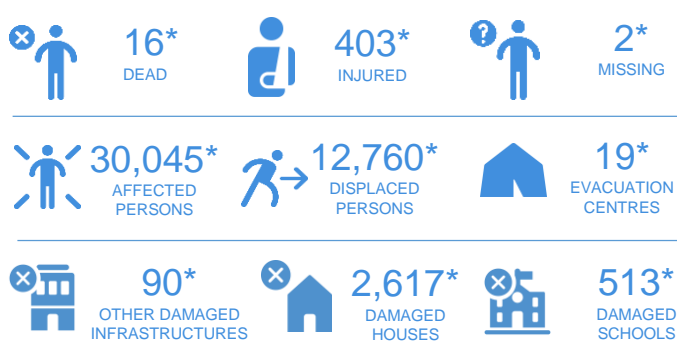 16*
DEAD
403*
INJURED
?
2*
MISSING
30,045*
AFFECTED
PERSONS
12,760*
DISPLACED
PERSONS
19*
EVACUATION
CENTRES
90*
OTHER DAMAGED
INFRASTRUCTURES
2,617*
DAMAGED
HOUSES
513*
DAMAGED
SCHOOLS